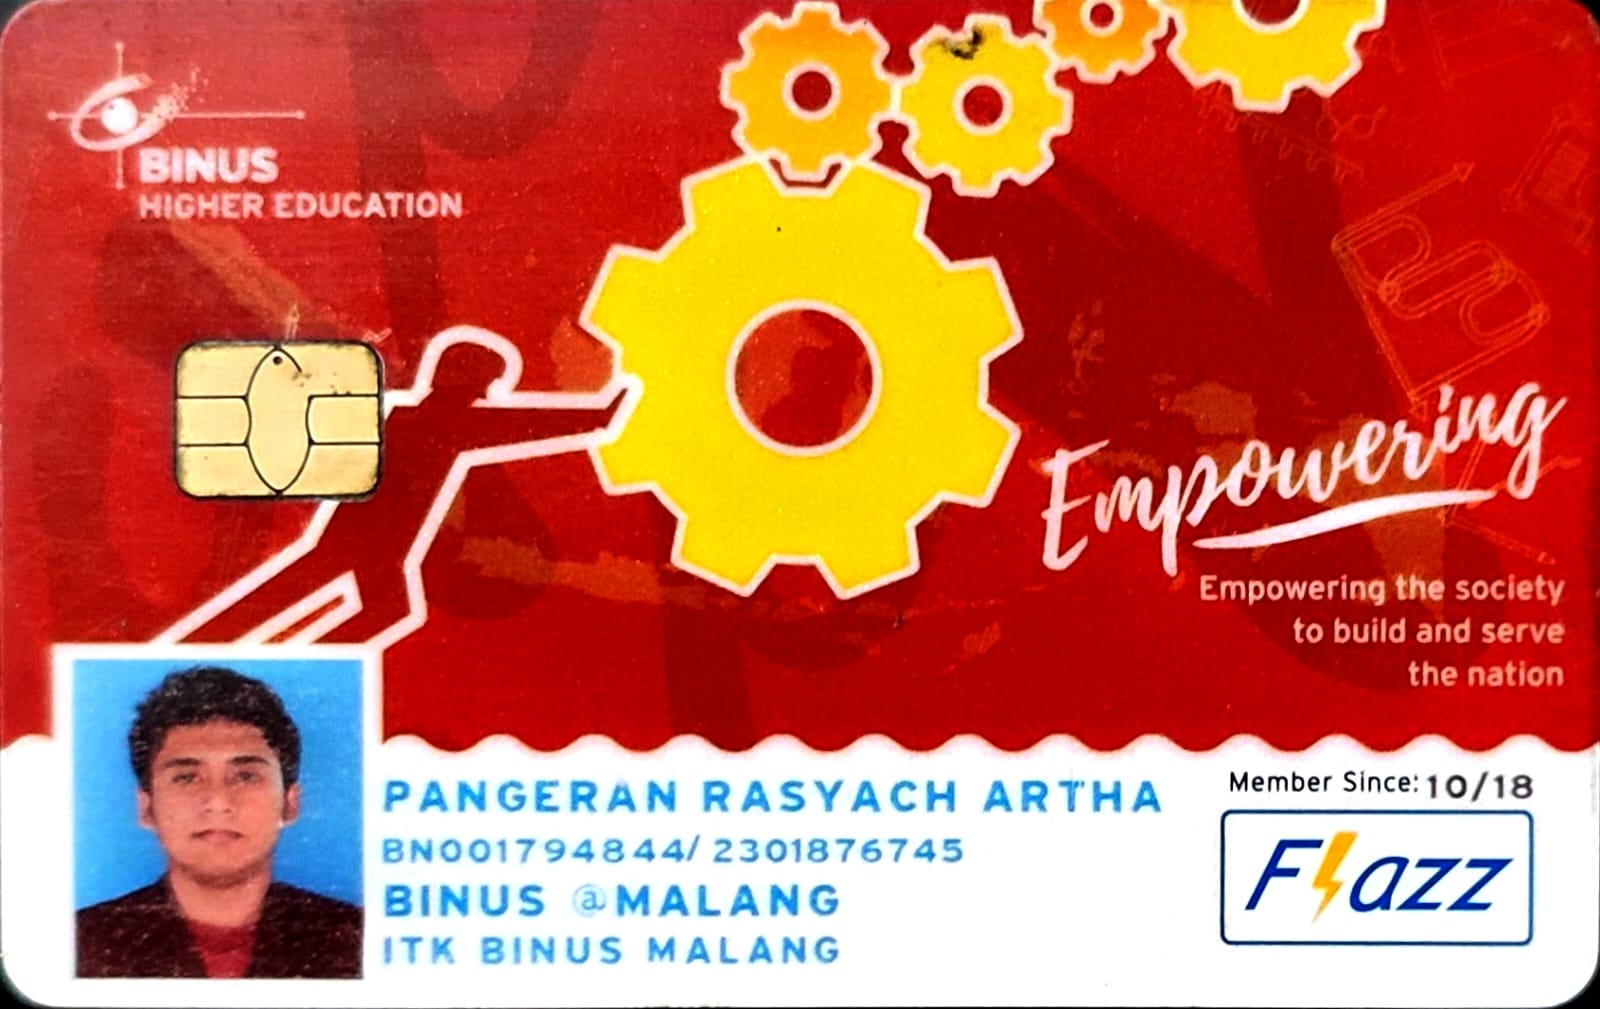 BINUS
HIGHER EDUCATION
Empowering
Empowering the society
to build and serve
the nation
PANGERAN RASYACH ARTHA
BN001794844/ 2301876745
BINUS @MALANG
ITK BINUS MALANG
Member Since: 10/18
Flazz